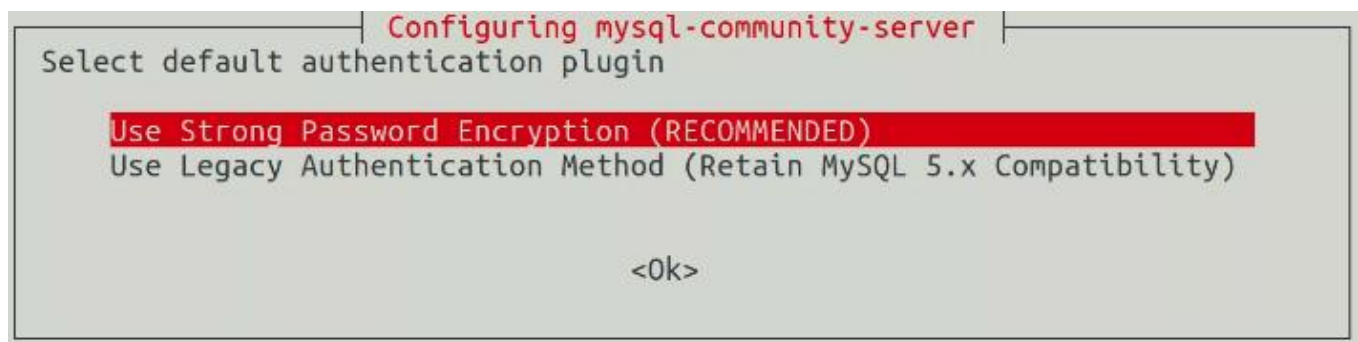 Configuring mysql-community-server
Select default authentication plugin
Use Strong Password Encryption (RECOMMENDED)
Use Legacy Authentication Method (Retain MySQL 5.x Compatibility)
<Ok>